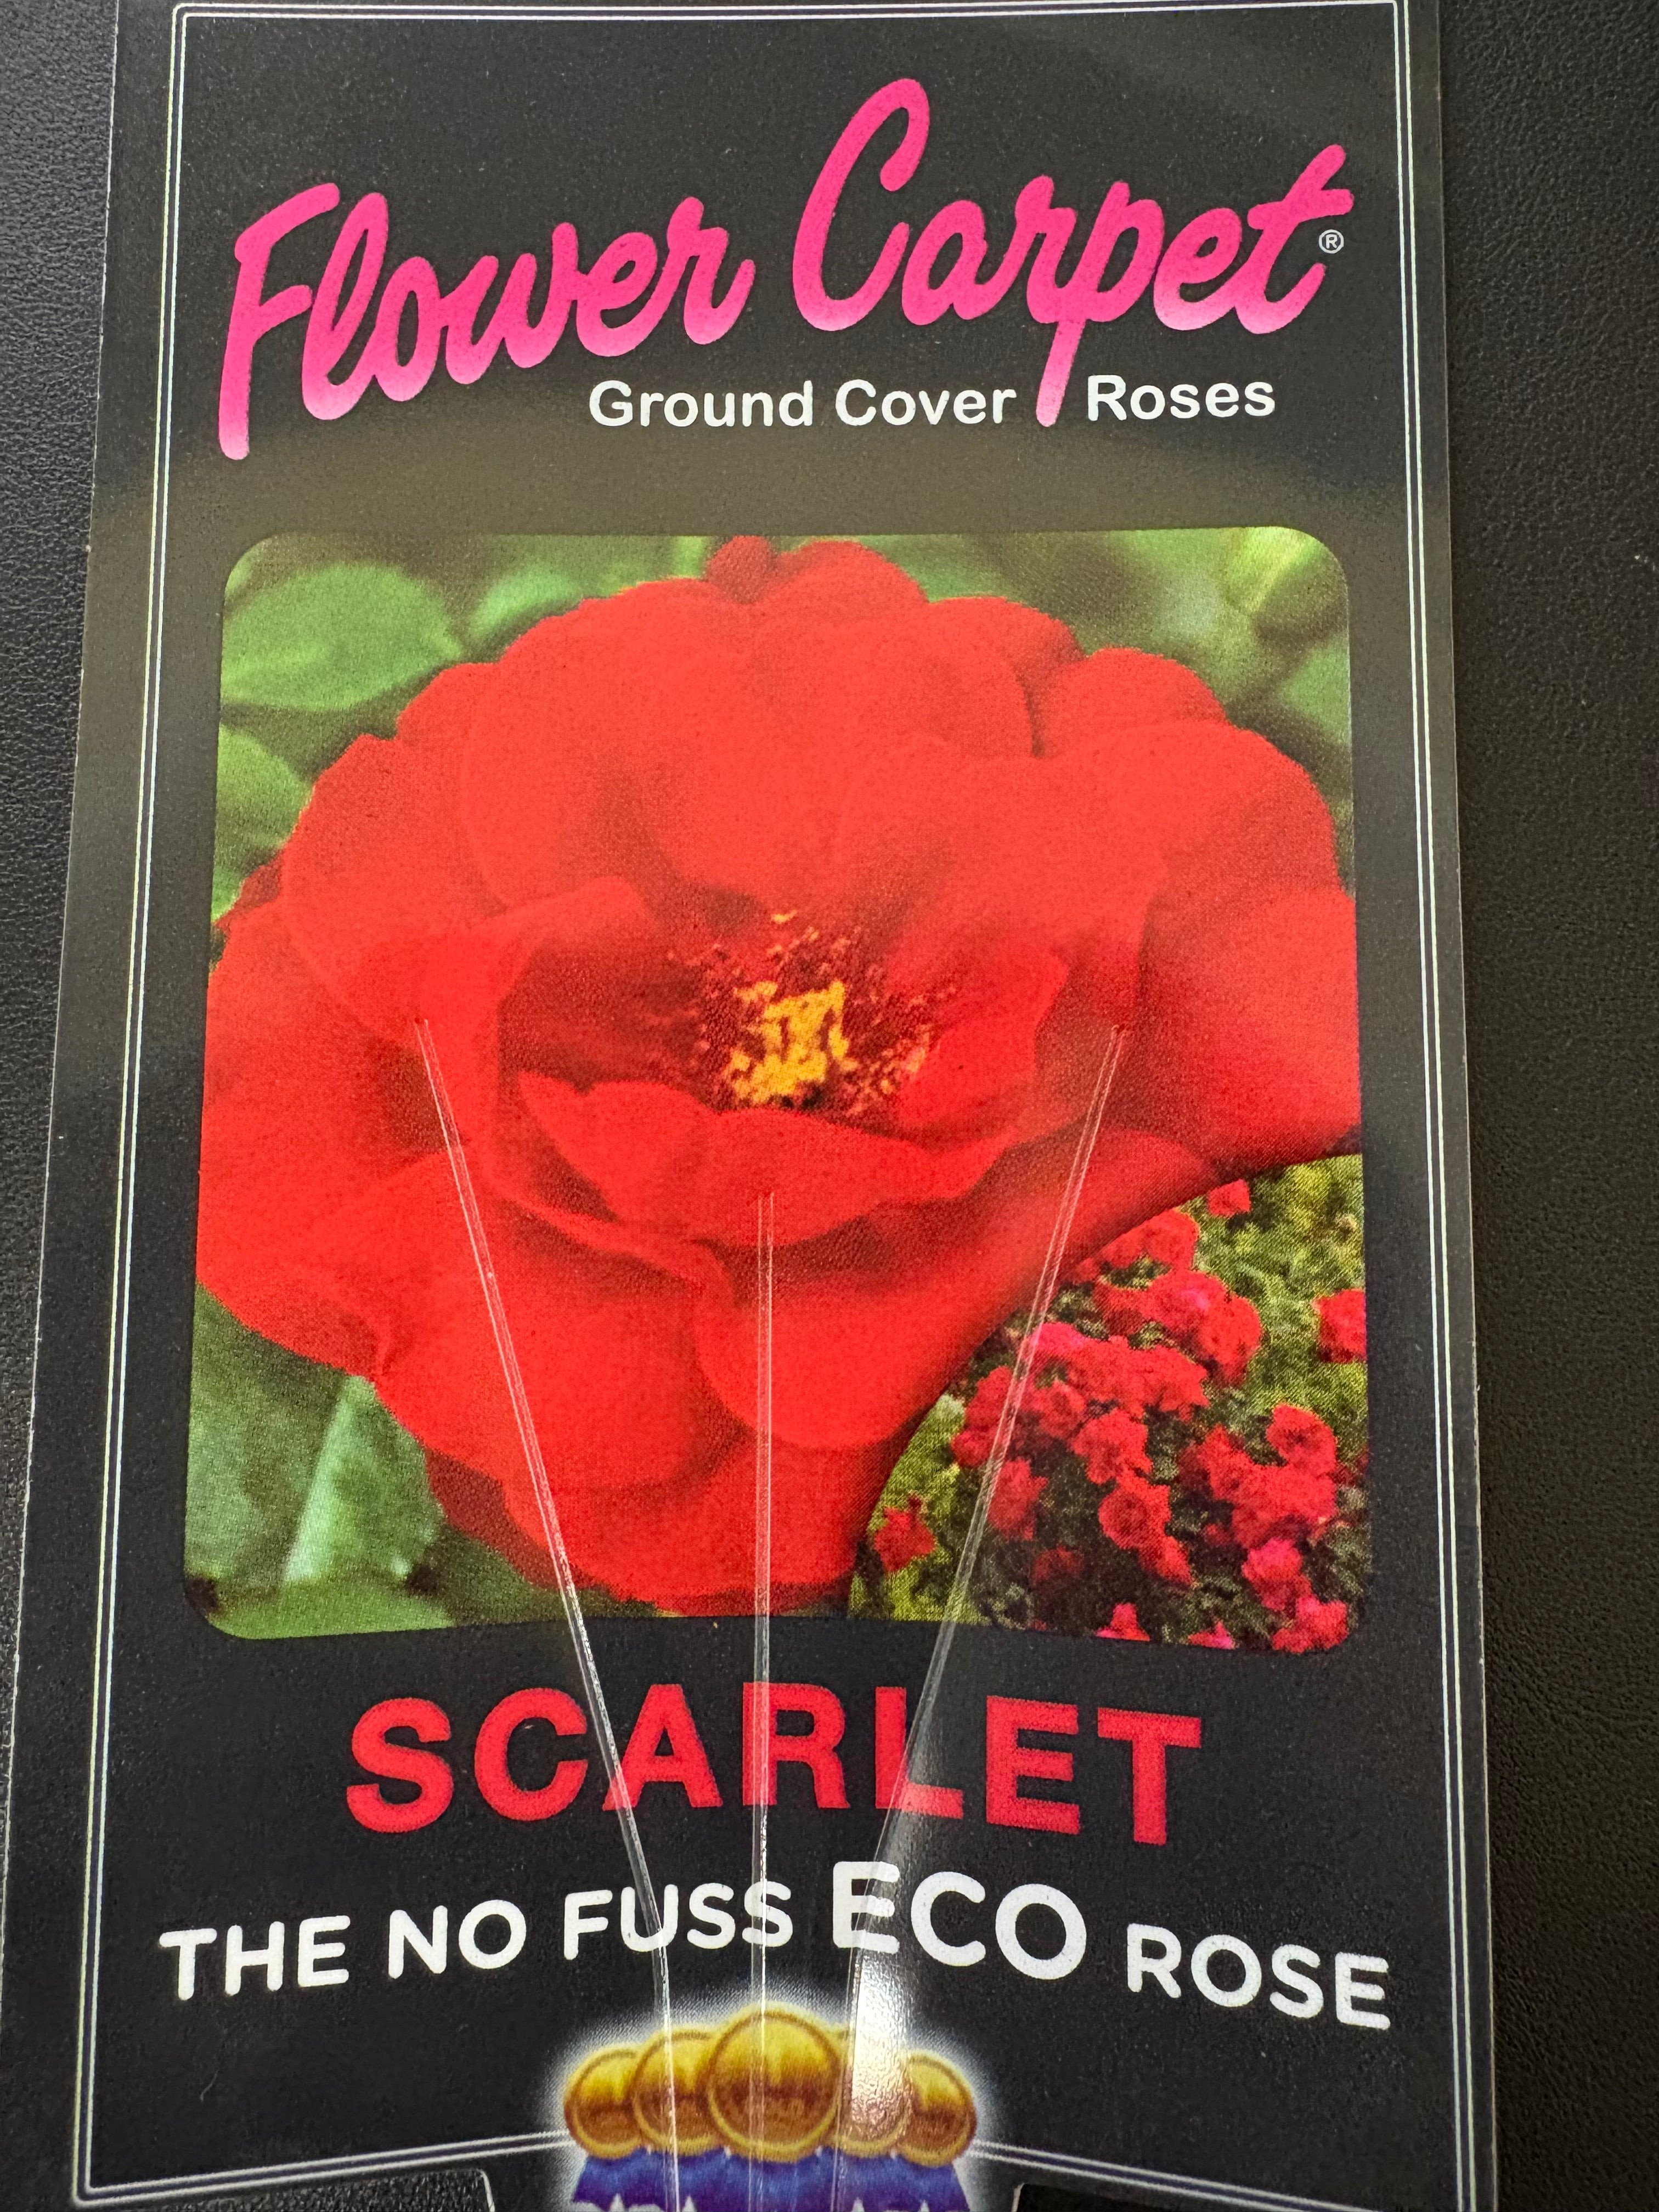 Flower Carpet®
Ground Cover Roses
SCARLET
THE NO FUSS ECO ROSE